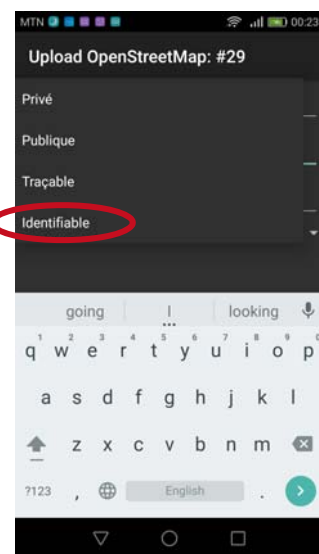 MTN 00:23
Upload OpenStreetMap: #29
Privé
Publique
Traçable
Identifiable
going I looking
1 2 3 4 5 6 7 8 9 0
q w e r t y u i o p
a s d f g h j k l
z x c v b n m
?123 , English .